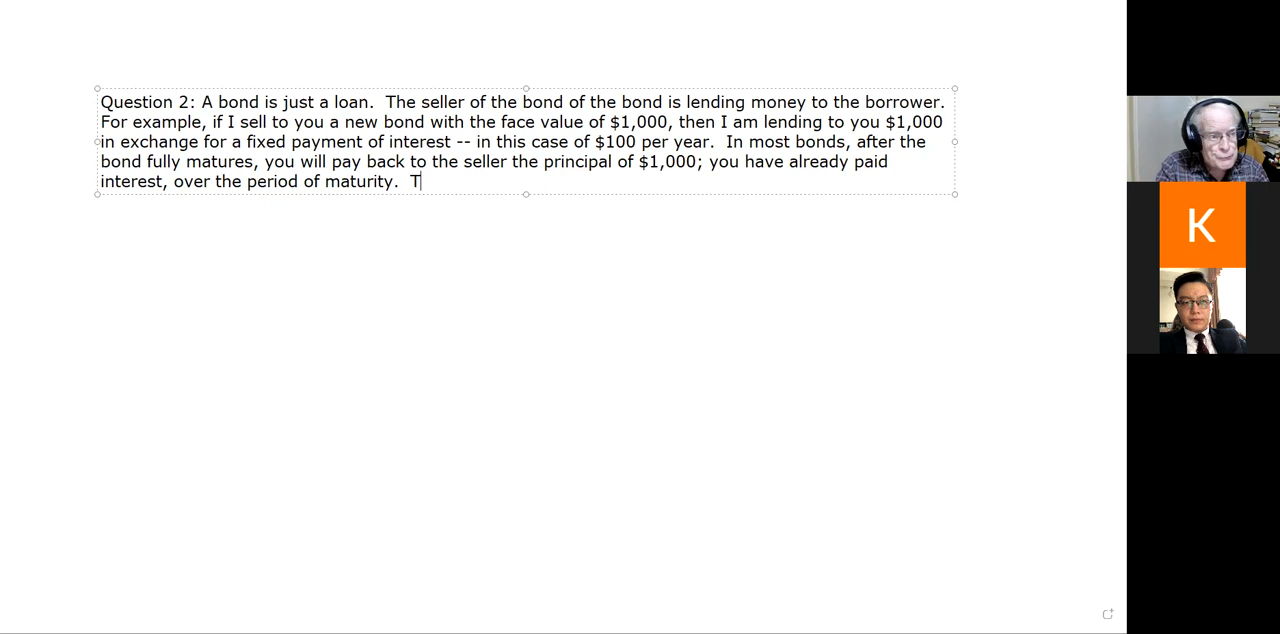 Question 2: A bond is just a loan.  The seller of the bond of the bond is lending money to the borrower.
For example, if I sell to you a new bond with the face value of $1,000, then I am lending to you $1,000
in exchange for a fixed payment of interest -- in this case of $100 per year.  In most bonds, after the
bond fully matures, you will pay back to the seller the principal of $1,000; you have already paid
interest, over the period of maturity.  T
K